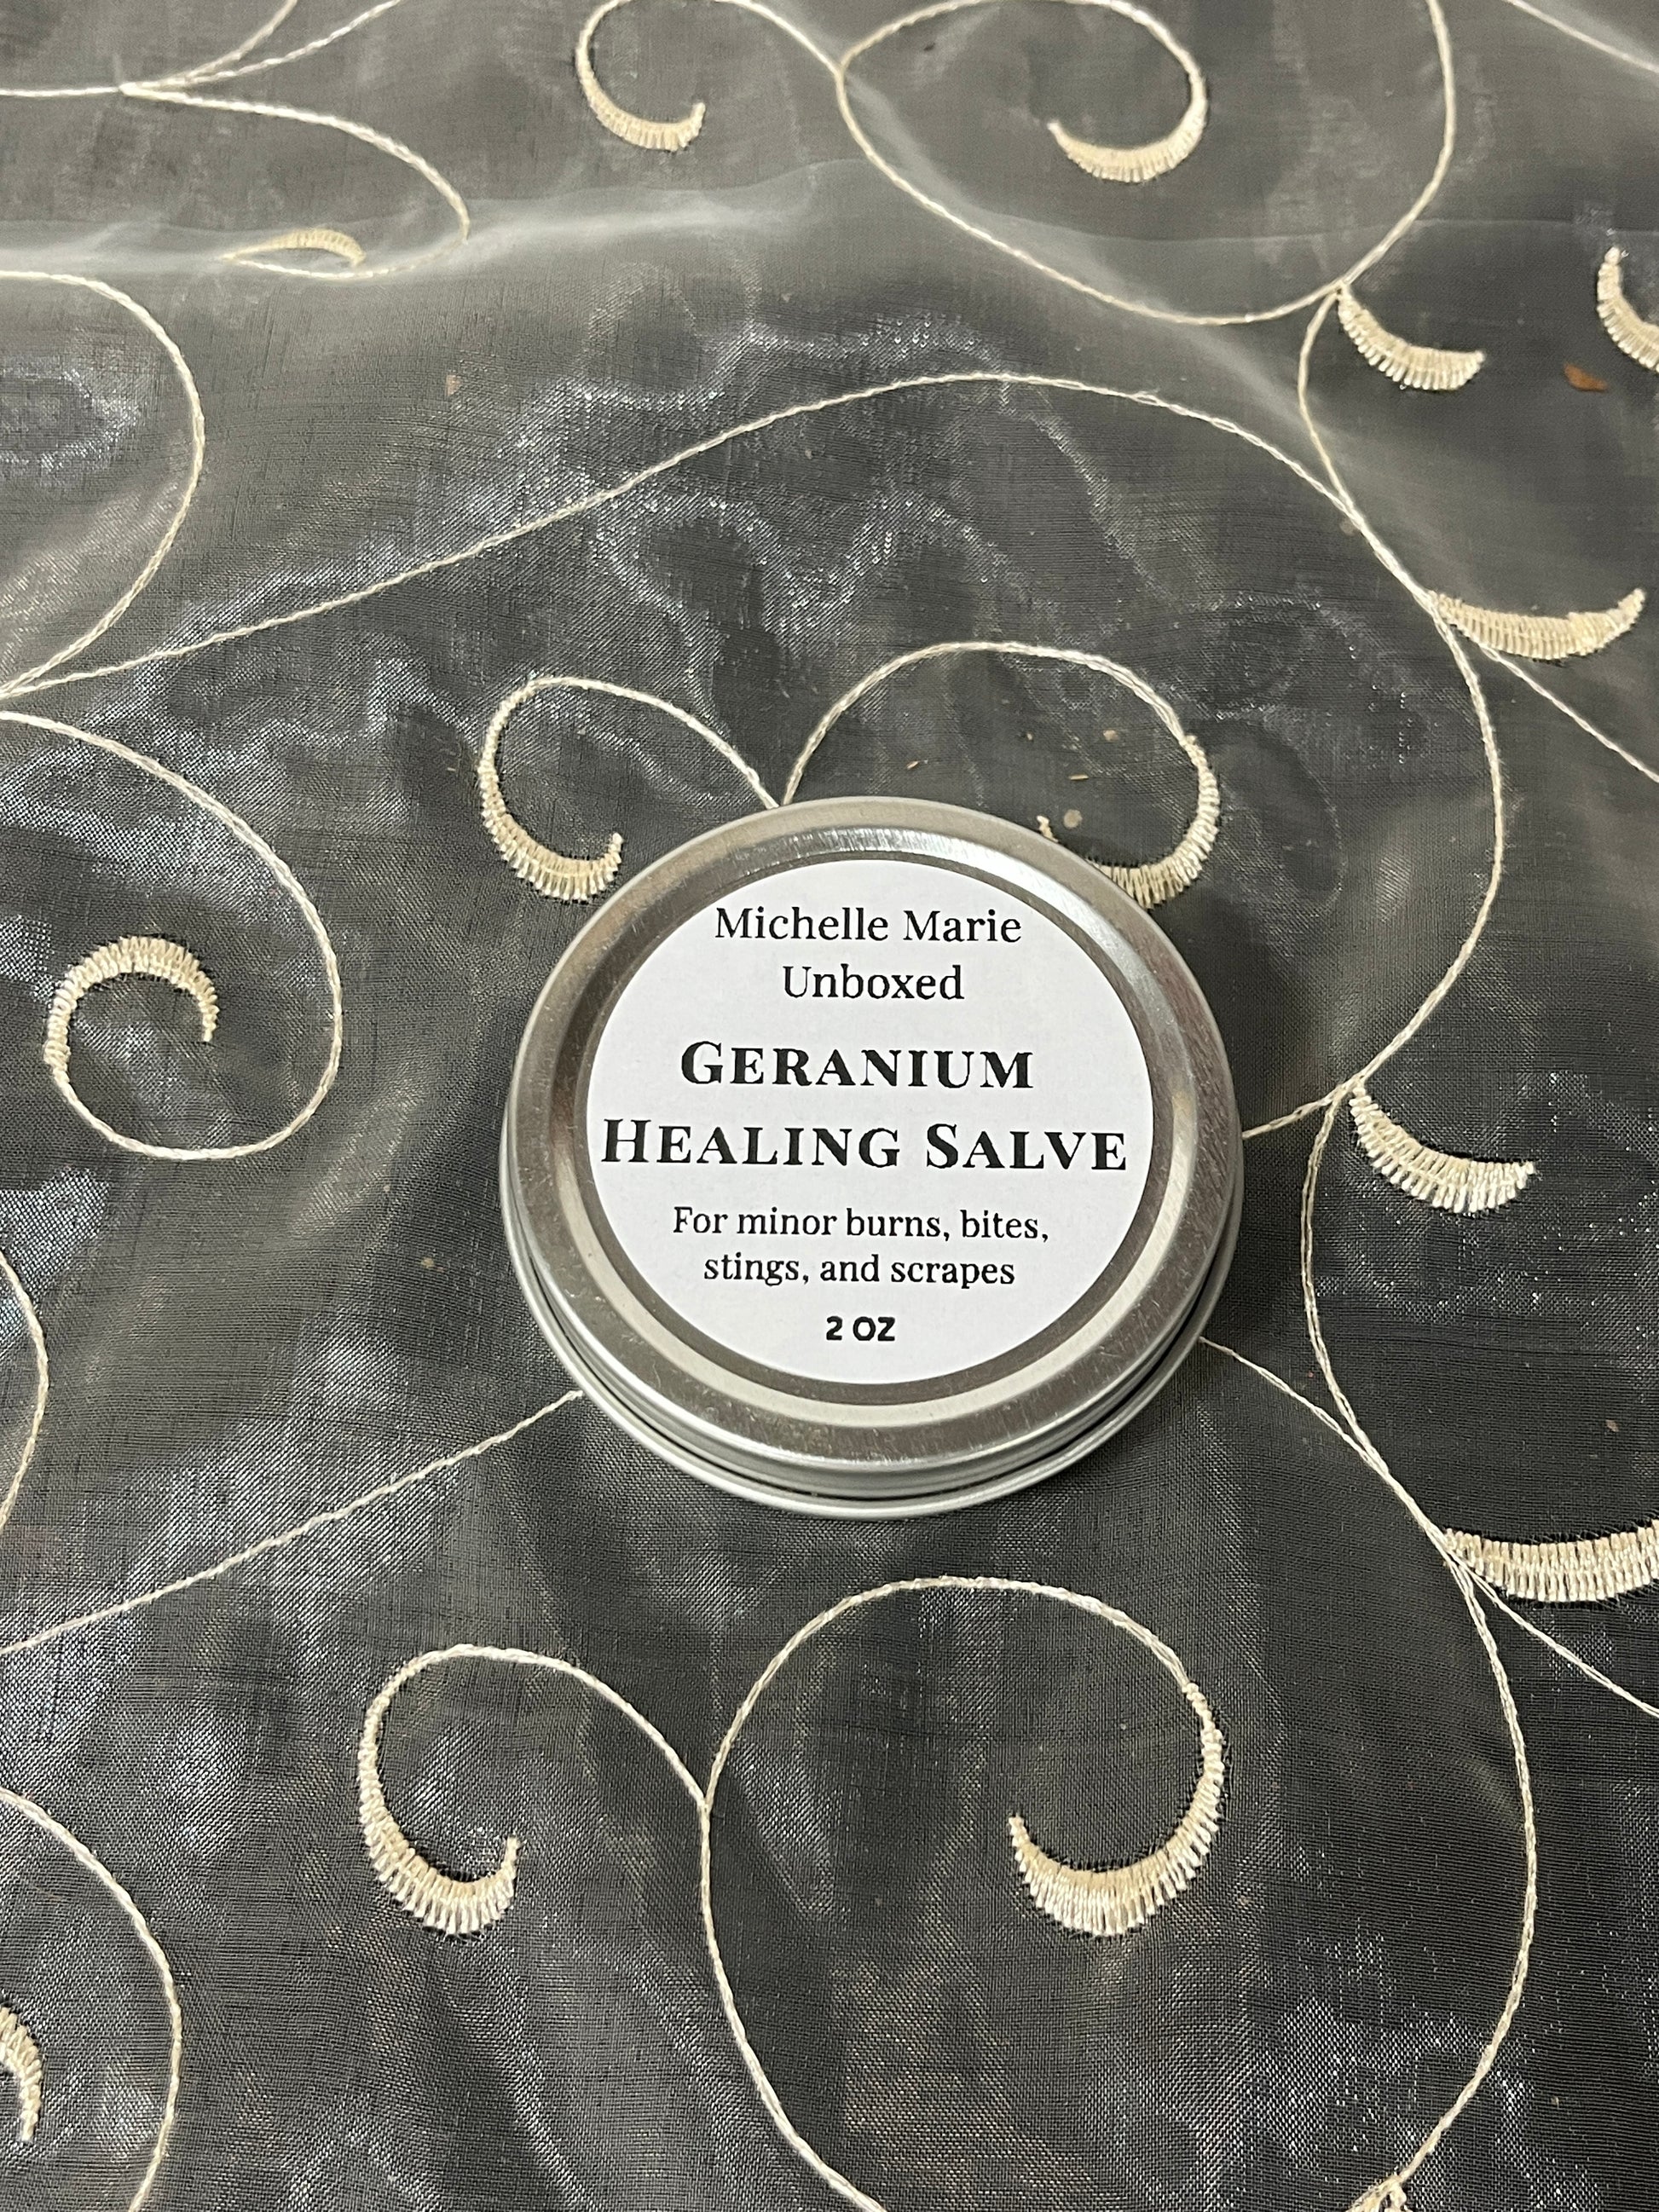 Michelle Marie
Unboxed
GERANIUM
HEALING SALVE
For minor burns, bites,
stings, and scrapes
2 OZ